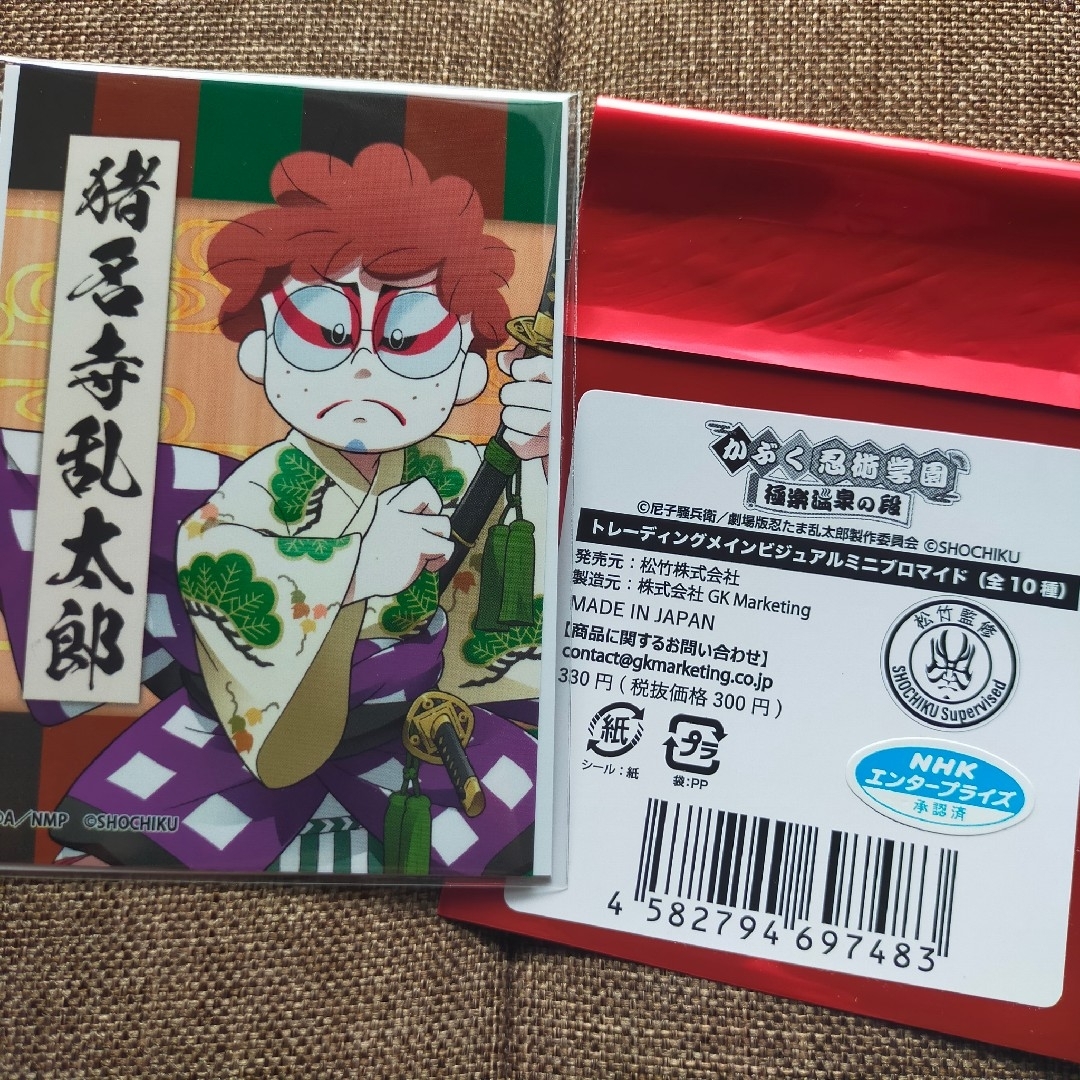 猪名寺乱太郎
DA／NMP ©SHOCHIKU
かぶく忍術学園
極楽温泉の段
©尼子騒兵衛／劇場版忍たま乱太郎製作委員会 ©SHOCHIKU
トレーディングメインビジュアルミニブロマイド（全10種）
発売元：松竹株式会社
製造元：株式会社 GK Marketing
MADE IN JAPAN
【商品に関するお問い合わせ】
contact@gkmarketing.co.jp
330円(税抜価格300円)
紙
シール：紙
プラ
袋:PP
松竹監修
SHOCHIKU Supervised
NHK
エンタープライズ
承認済
4 582794 697483